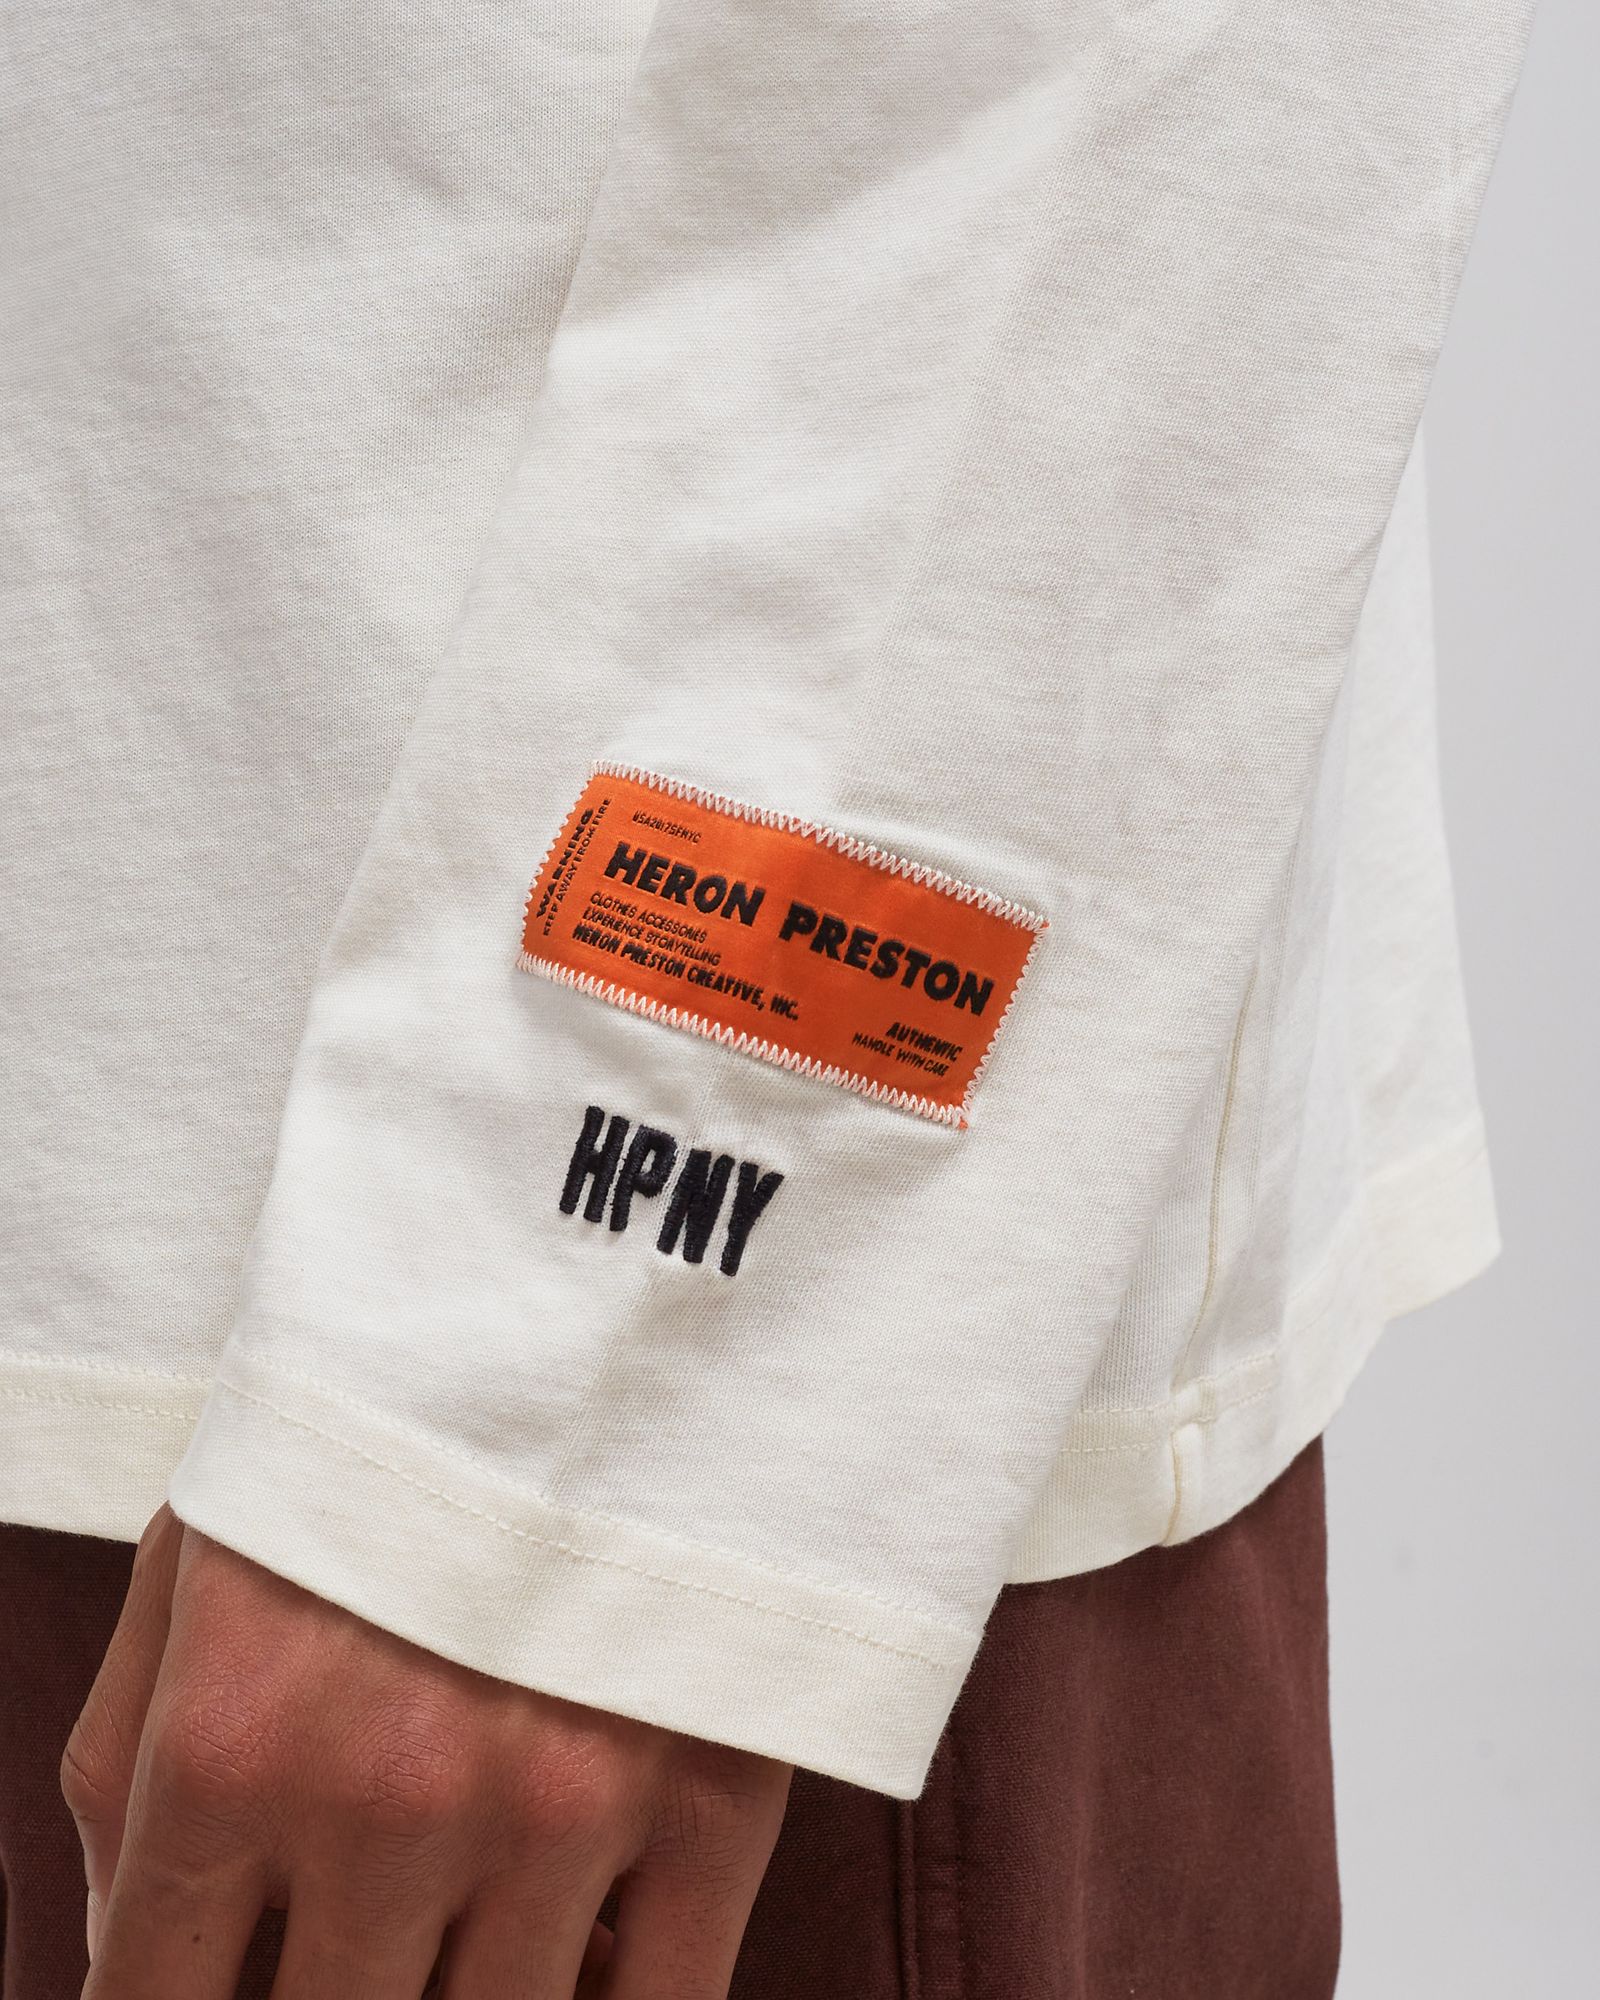 WARNING
KEEP AWAY FROM FIRE
USA2017SFNYC
HERON PRESTON
CLOTHES ACCESSORIES
EXPERIENCE STORYTELLING
HERON PRESTON CREATIVE, INC.
AUTHENTIC
HANDLE WITH CARE
HPNY